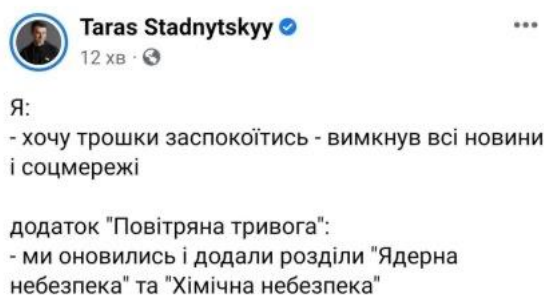 Taras Stadnytskyy
12 хв
Я:
- хочу трошки заспокоїтись - вимкнув всі новини
і соцмережі
додаток "Повітряна тривога":
- ми оновились і додали розділи "Ядерна
небезпека" та "Хімічна небезпека"